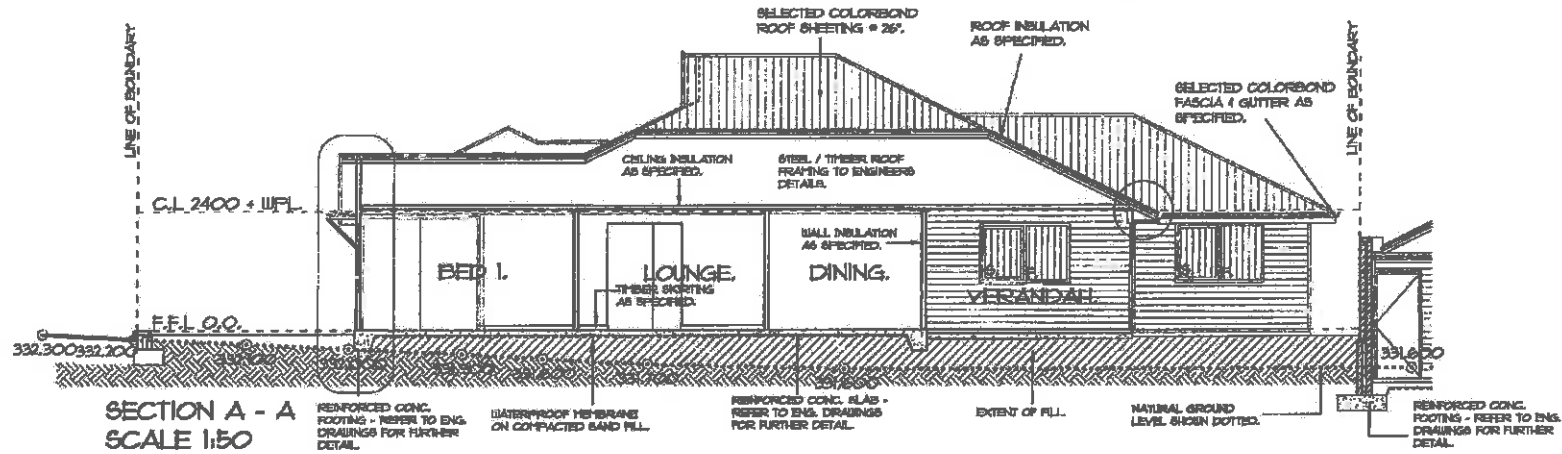 LINE OF BOUNDARY
SELECTED COLORBOND
ROOF SHEETING @ 26°.
ROOF INSULATION
AS SPECIFIED.
SELECTED COLORBOND
FASCIA & GUTTER AS
SPECIFIED.
LINE OF BOUNDARY
CEILING INSULATION
AS SPECIFIED.
STEEL / TIMBER ROOF
FRAMING TO ENGINEERS
DETAILS.
C.L 2400 + WPL.
WALL INSULATION
AS SPECIFIED.
BED 1.
LOUNGE.
DINING.
TIMBER SKIRTING
AS SPECIFIED.
VERANDAH.
F.F.L 0.0.
332.300
332.200
331.600
SECTION A - A
SCALE 1:50
REINFORCED CONC.
FOOTING - REFER TO ENG.
DRAWINGS FOR FURTHER
DETAIL.
WATERPROOF MEMBRANE
ON COMPACTED SAND FILL.
REINFORCED CONC. SLAB -
REFER TO ENG. DRAWINGS
FOR FURTHER DETAIL.
EXTENT OF FILL.
NATURAL GROUND
LEVEL SHOWN DOTTED.
REINFORCED CONC.
FOOTING - REFER TO ENG.
DRAWINGS FOR FURTHER
DETAIL.